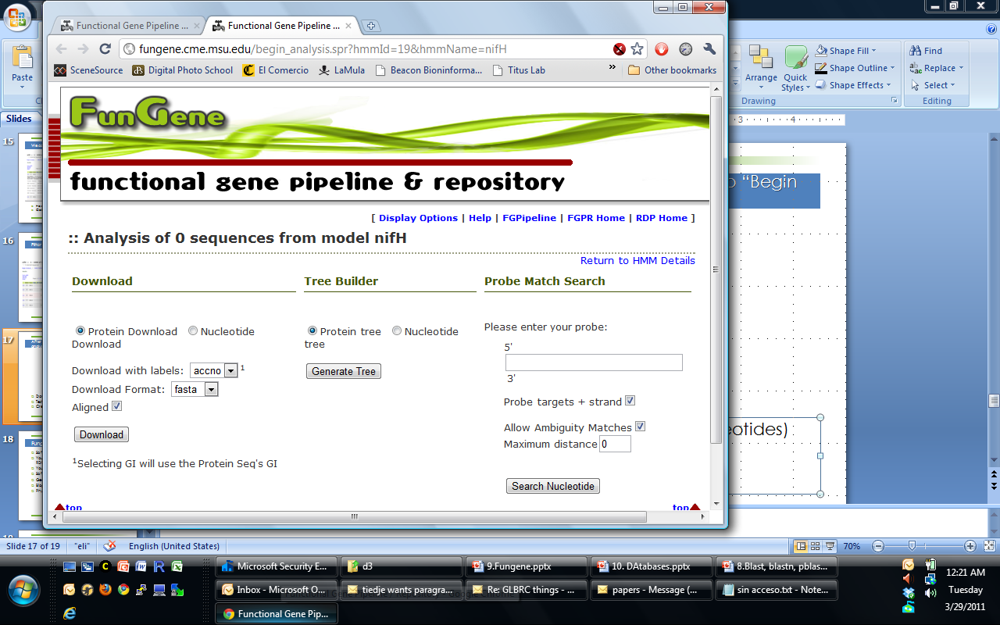 Functional Gene Pipeline ...
Functional Gene Pipeline ...
fungene.cme.msu.edu/begin_analysis.spr?hmmId=19&hmmName=nifH
SceneSource
Digital Photo School
El Comercio
LaMula
Beacon Bioninforma...
Titus Lab
»
Other bookmarks
FunGene
functional gene pipeline & repository
[ Display Options | Help | FGPipeline | FGPR Home | RDP Home ]
:: Analysis of 0 sequences from model nifH
Return to HMM Details
Download
Tree Builder
Probe Match Search
Protein Download Nucleotide
Download
Protein tree Nucleotide
tree
Please enter your probe:
5'
3'
Download with labels: accno 1
Generate Tree
Download Format: fasta
Aligned
Probe targets + strand
Download
Allow Ambiguity Matches
Maximum distance 0
1Selecting GI will use the Protein Seq's GI
Search Nucleotide
top
top
Paste
Slides
15
16
17
18
Arrange
Quick
Styles
Shape Fill
Shape Outline
Shape Effects
Drawing
Find
Replace
Select
Editing
3 4
“Begin
eotides)
Slide 17 of 19
"eli"
English (United States)
70%
Microsoft Security E...
d3
9.Fungene.pptx
10. DAtabases.pptx
8.Blast, blastn, pblas...
Inbox - Microsoft O...
tiedje wants paragra...
Re: GLBRC things - ...
papers - Message (...
sin acceso.txt - Note...
Functional Gene Pip...
12:21 AM
Tuesday
3/29/2011